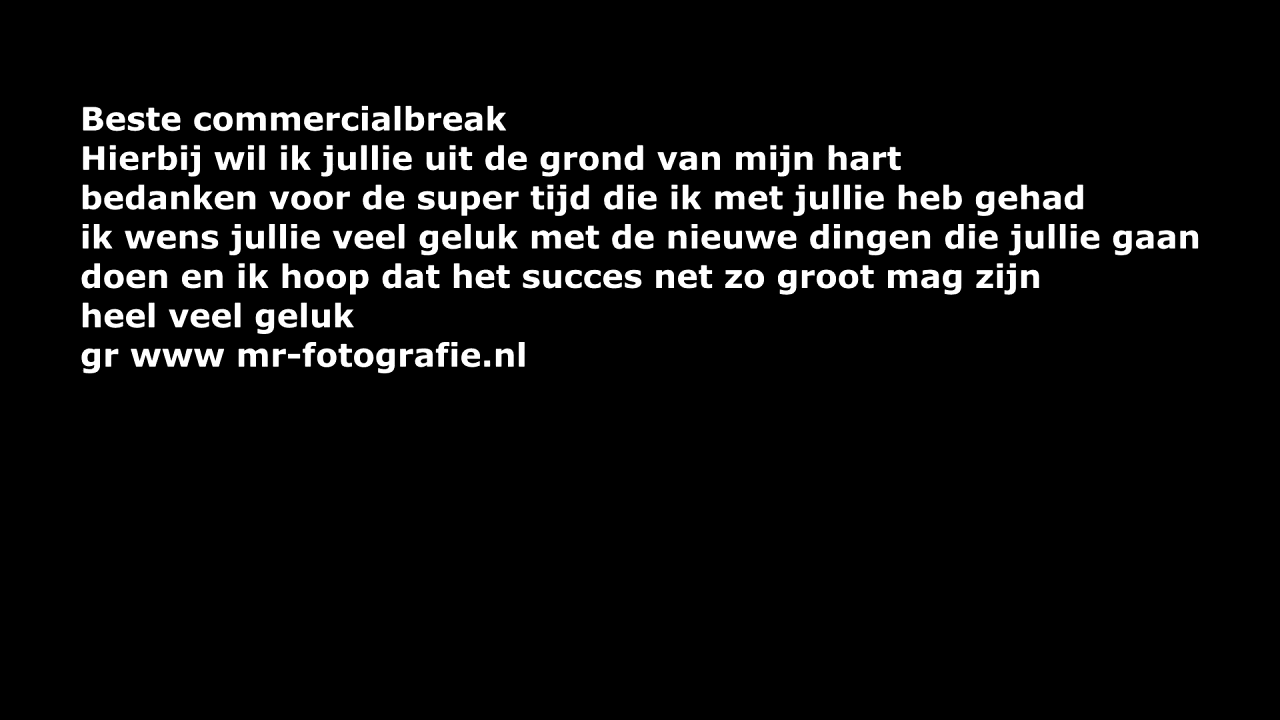 Beste commercialbreak
Hierbij wil ik jullie uit de grond van mijn hart
bedanken voor de super tijd die ik met jullie heb gehad
ik wens jullie veel geluk met de nieuwe dingen die jullie gaan
doen en ik hoop dat het succes net zo groot mag zijn
heel veel geluk
gr www mr-fotografie.nl